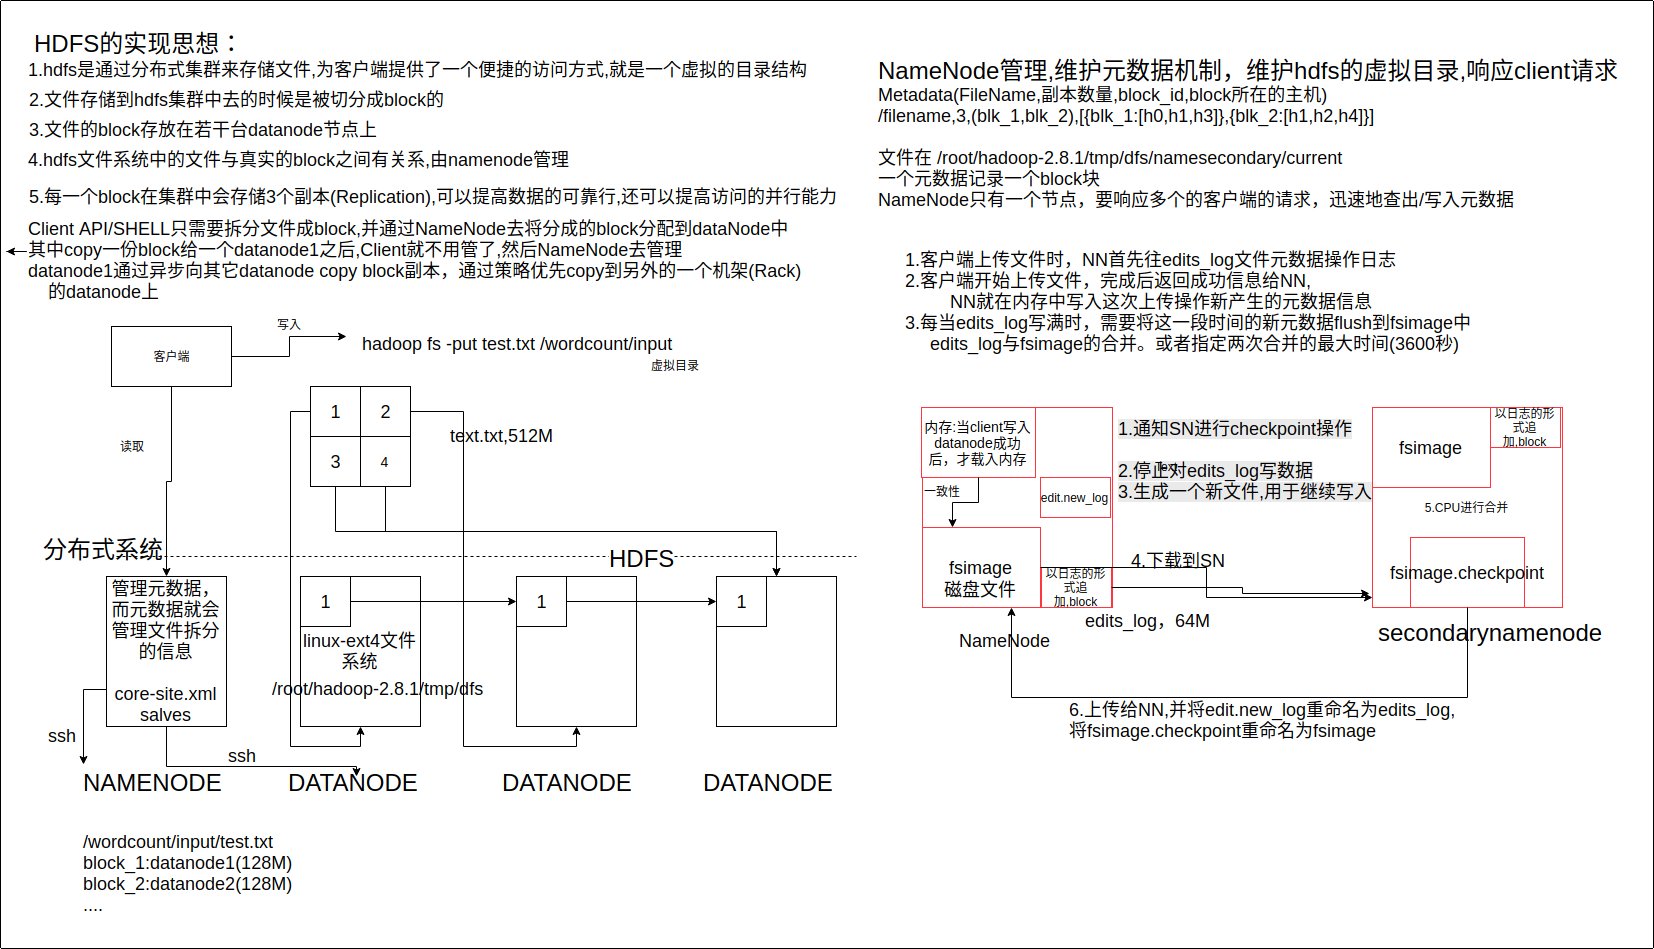 HDFS的实现思想：
1.hdfs是通过分布式集群来存储文件,为客户端提供了一个便捷的访问方式,就是一个虚拟的目录结构
2.文件存储到hdfs集群中去的时候是被切分成block的
3.文件的block存放在若干台datanode节点上
4.hdfs文件系统中的文件与真实的block之间有关系,由namenode管理
5.每一个block在集群中会存储3个副本(Replication),可以提高数据的可靠行,还可以提高访问的并行能力
Client API/SHELL只需要拆分文件成block,并通过NameNode去将分成的block分配到dataNode中
其中copy一份block给一个datanode1之后,Client就不用管了,然后NameNode去管理
datanode1通过异步向其它datanode copy block副本，通过策略优先copy到另外的一个机架(Rack)
的datanode上
写入
客户端
hadoop fs -put test.txt /wordcount/input
虚拟目录
1
2
text.txt,512M
读取
3
4
分布式系统
HDFS
管理元数据，
而元数据就会
管理文件拆分
的信息
core-site.xml
salves
1
linux-ext4文件
系统
/root/hadoop-2.8.1/tmp/dfs
1
1
ssh
ssh
NAMENODE
DATANODE
DATANODE
DATANODE
/wordcount/input/test.txt
block_1:datanode1(128M)
block_2:datanode2(128M)
....
NameNode管理,维护元数据机制，维护hdfs的虚拟目录,响应client请求
Metadata(FileName,副本数量,block_id,block所在的主机)
/filename,3,(blk_1,blk_2),[{blk_1:[h0,h1,h3]},{blk_2:[h1,h2,h4]}]
文件在 /root/hadoop-2.8.1/tmp/dfs/namesecondary/current
一个元数据记录一个block块
NameNode只有一个节点，要响应多个的客户端的请求，迅速地查出/写入元数据
1.客户端上传文件时，NN首先往edits_log文件元数据操作日志
2.客户端开始上传文件，完成后返回成功信息给NN,
NN就在内存中写入这次上传操作新产生的元数据信息
3.每当edits_log写满时，需要将这一段时间的新元数据flush到fsimage中
edits_log与fsimage的合并。或者指定两次合并的最大时间(3600秒)
内存:当client写入
datanode成功
后，才载入内存
一致性
edit.new_log
fsimage
磁盘文件
以日志的形
式追
加,block
NameNode
edits_log，64M
1.通知SN进行checkpoint操作
2.停止对edits_log写数据
Text
3.生成一个新文件,用于继续写入
4.下载到SN
fsimage
以日志的形
式追
加,block
5.CPU进行合并
fsimage.checkpoint
secondarynamenode
6.上传给NN,并将edit.new_log重命名为edits_log,
将fsimage.checkpoint重命名为fsimage